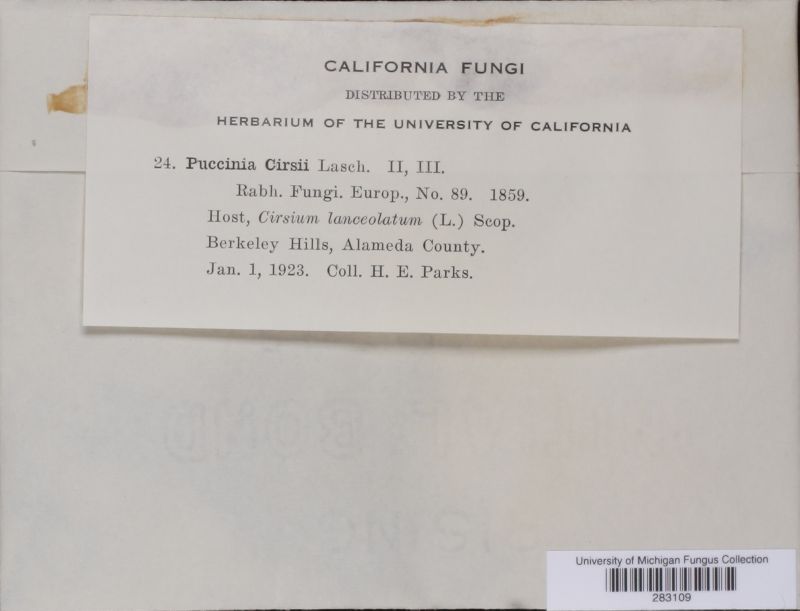 CALIFORNIA FUNGI
DISTRIBUTED BY THE
HERBARIUM OF THE UNIVERSITY OF CALIFORNIA
24. Puccinia Cirsii Lasch. II, III.
Rabh. Fungi. Europ., No. 89. 1859.
Host, Cirsium lanceolatum (L.) Scop.
Berkeley Hills, Alameda County.
Jan. 1, 1923. Coll. H. E. Parks.
BOND
University of Michigan Fungus Collection
283109